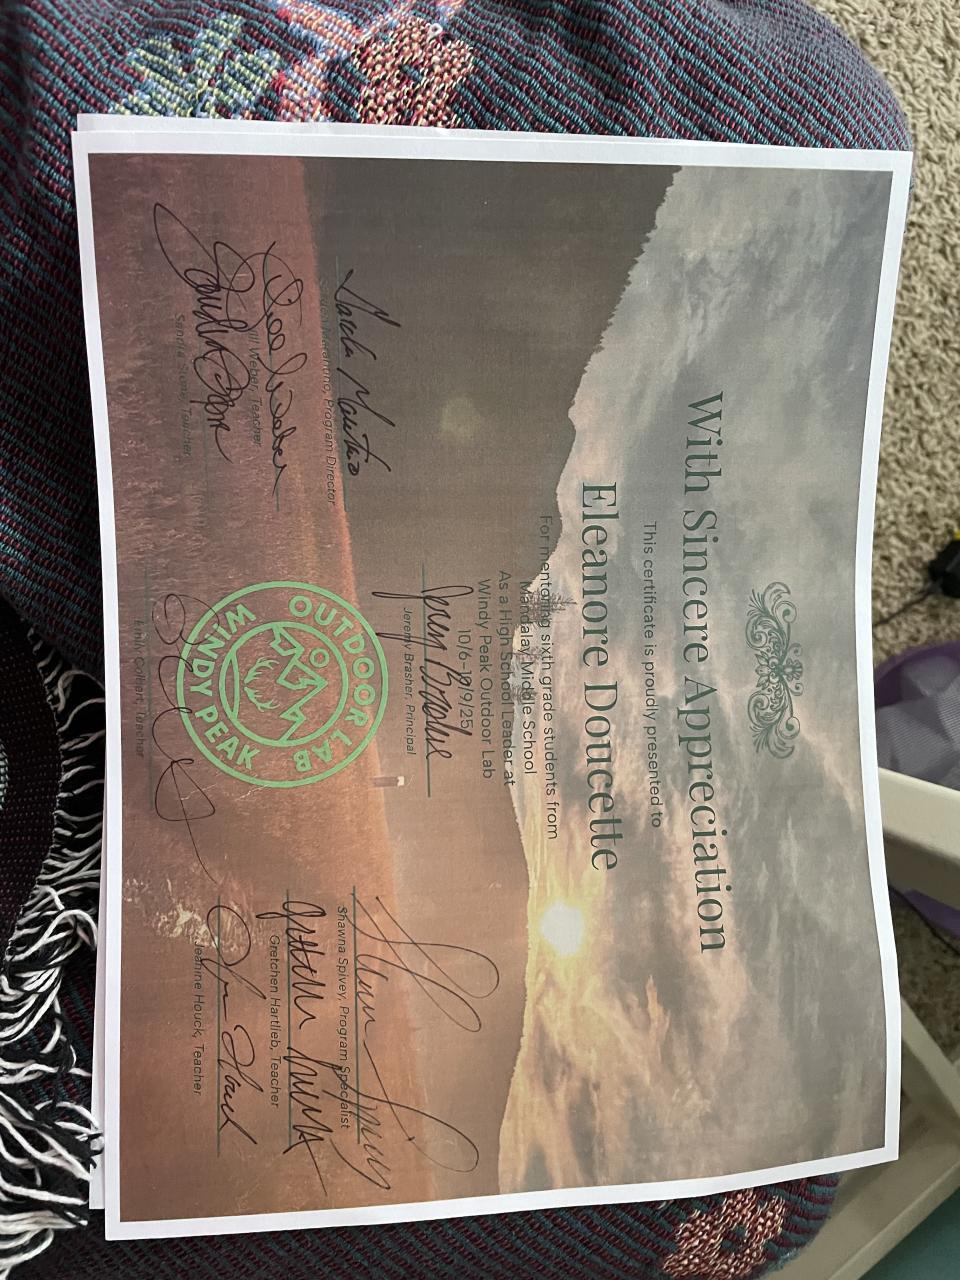 With Sincere Appreciation
This certificate is proudly presented to
Eleanore Doucette
For mentoring sixth grade students from
Mandalay Middle School
As a High School Leader at
Windy Peak Outdoor Lab
10/6-10/9/25
Program Director
Jeremy Brasher, Principal
Shawna Spivey, Program Specialist
Jill Weber, Teacher
Gretchen Hartlieb, Teacher
Sandra Stone, Teacher
Jeanine Houck, Teacher
Emily Colbert, Teacher
OUTDOOR LAB
WINDY PEAK